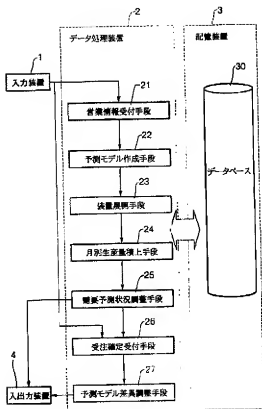 2
3
データ処理装置
記憶装置
1
入力装置
30
21
営業情報受付手段
22
予測モデル作成手段
23
装置展開手段
データベース
24
月別生産量積上手段
25
需要予測状況調整手段
26
受注確定受付手段
4
27
入出力装置
予測モデル差異調整手段